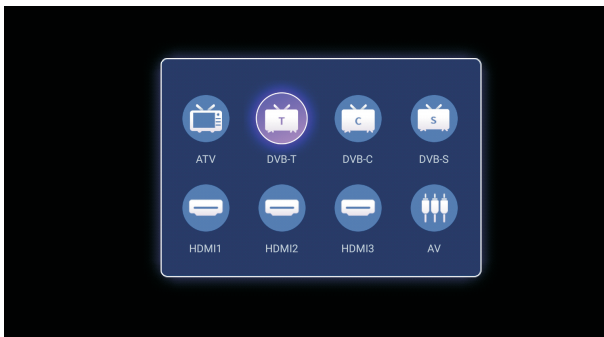 T C S
ATV DVB-T DVB-C DVB-S
HDMI1 HDMI2 HDMI3 AV